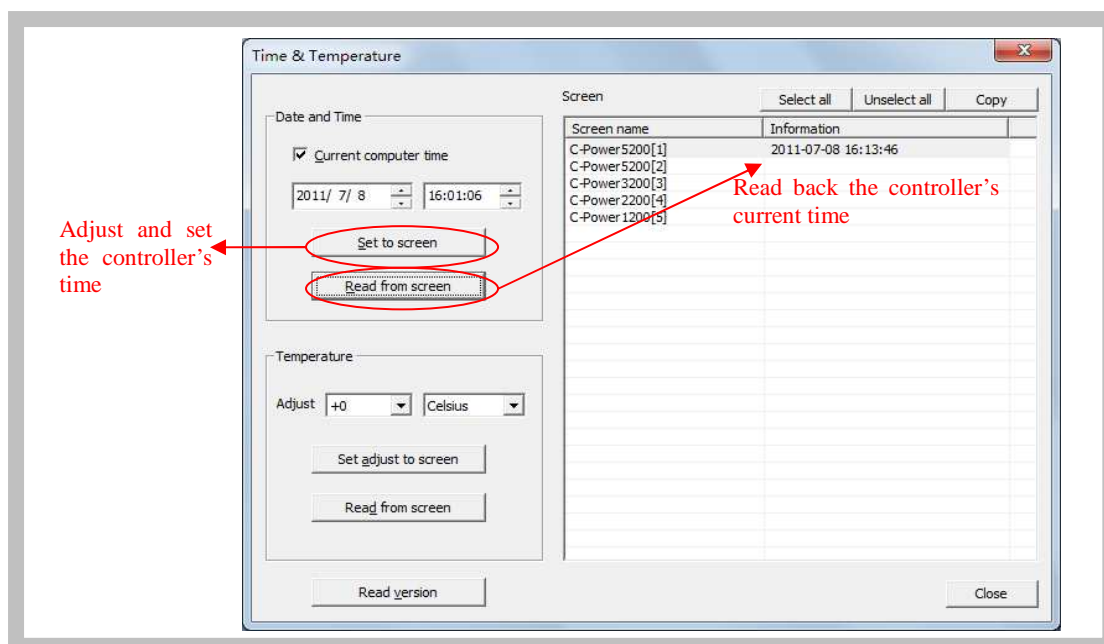 Time & Temperature
Date and Time
Current computer time
2011/ 7/ 8
16:01:06
Set to screen
Read from screen
Temperature
Adjust
+0
Celsius
Set adjust to screen
Read from screen
Read version
Screen
Select all
Unselect all
Copy
Screen name
Information
C-Power5200[1]
2011-07-08 16:13:46
C-Power5200[2]
C-Power3200[3]
C-Power2200[4]
C-Power1200[5]
Close
Adjust and set
the controller's
time
Read back the controller's
current time